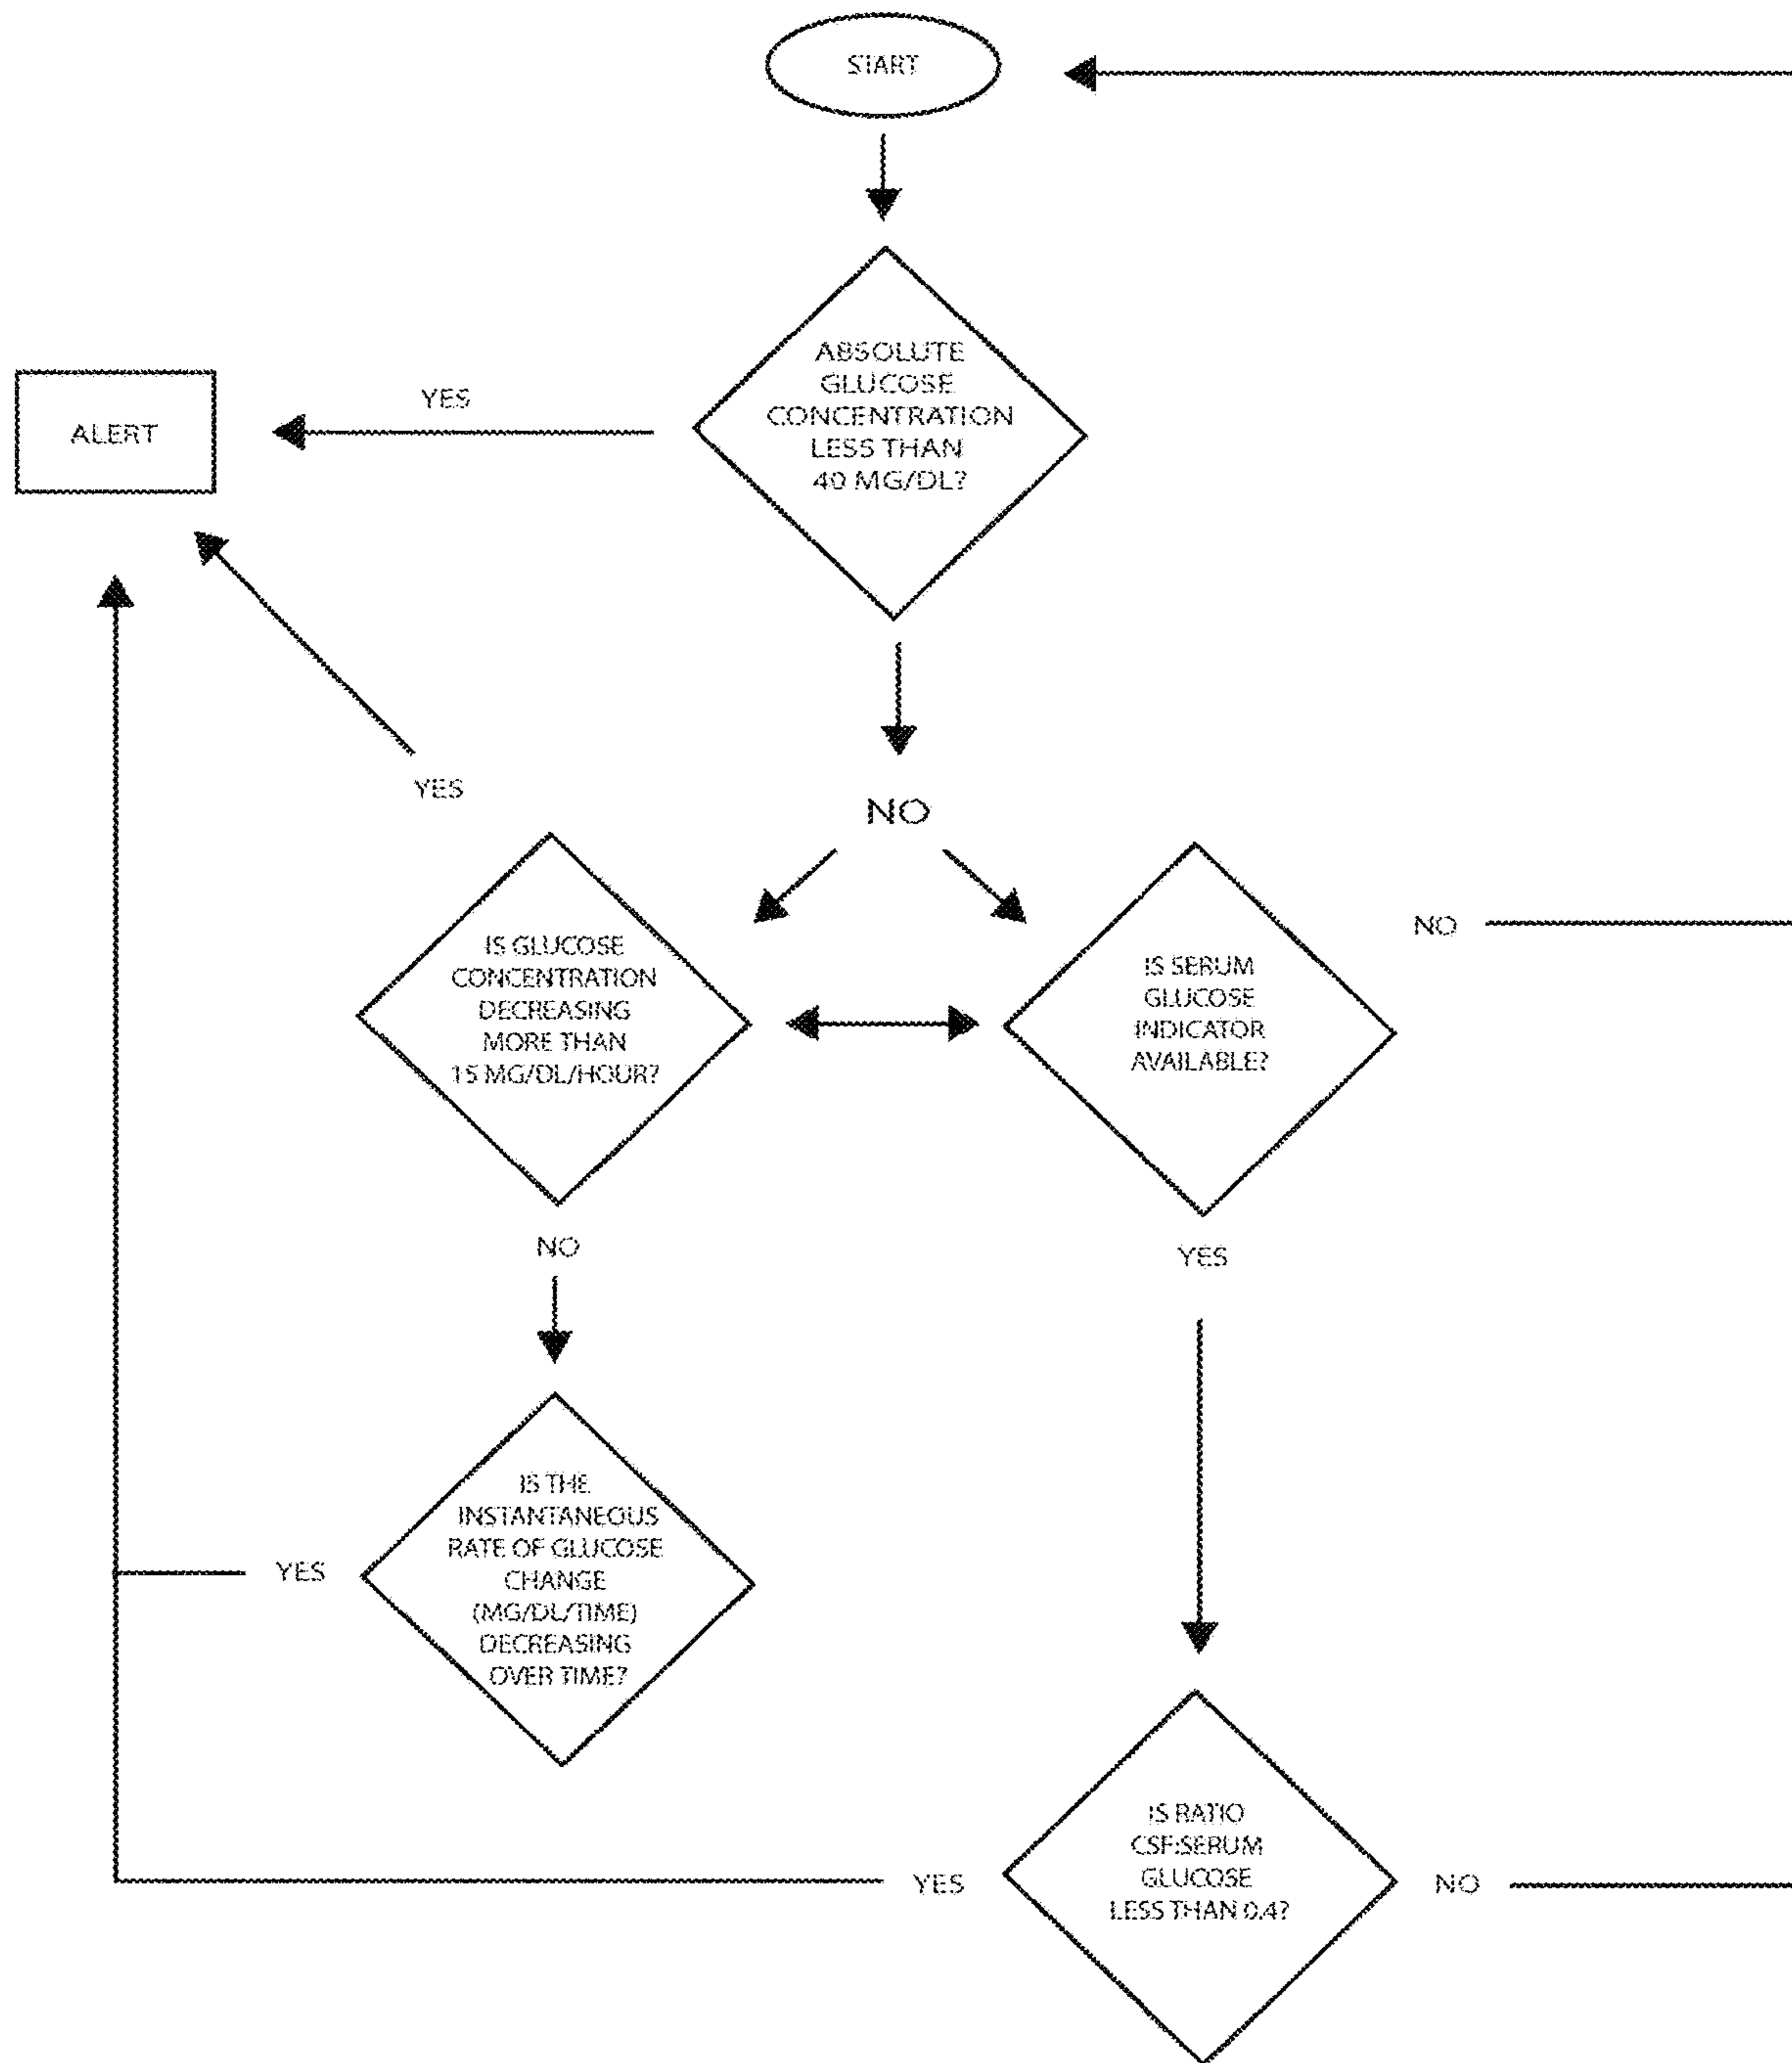 START
ABSOLUTE
GLUCOSE
CONCENTRATION
LESS THAN
40 MG/DL?
YES
ALERT
NO
YES
IS GLUCOSE
CONCENTRATION
DECREASING
MORE THAN
15 MG/DL/HOUR?
IS SERUM
GLUCOSE
INDICATOR
AVAILABLE?
NO
NO
YES
IS THE
INSTANTANEOUS
RATE OF GLUCOSE
CHANGE
(MG/DL/TIME)
DECREASING
OVER TIME?
YES
IS RATIO
CSF:SERUM
GLUCOSE
LESS THAN 0.4?
YES
NO